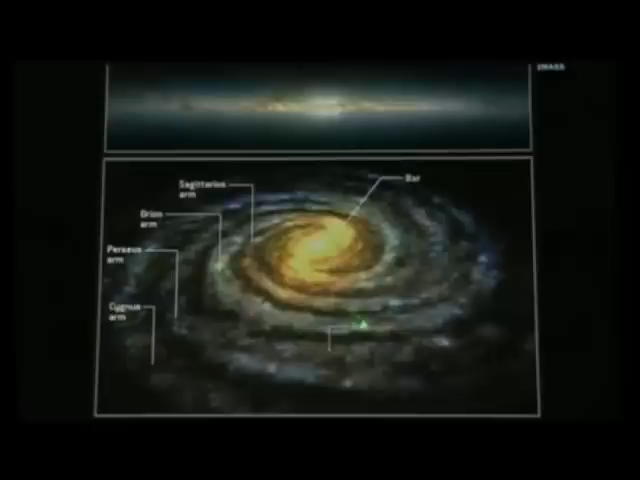 2MASS
Bar
Sagittarius
arm
Orion
arm
Perseus
arm
Cygnus
arm